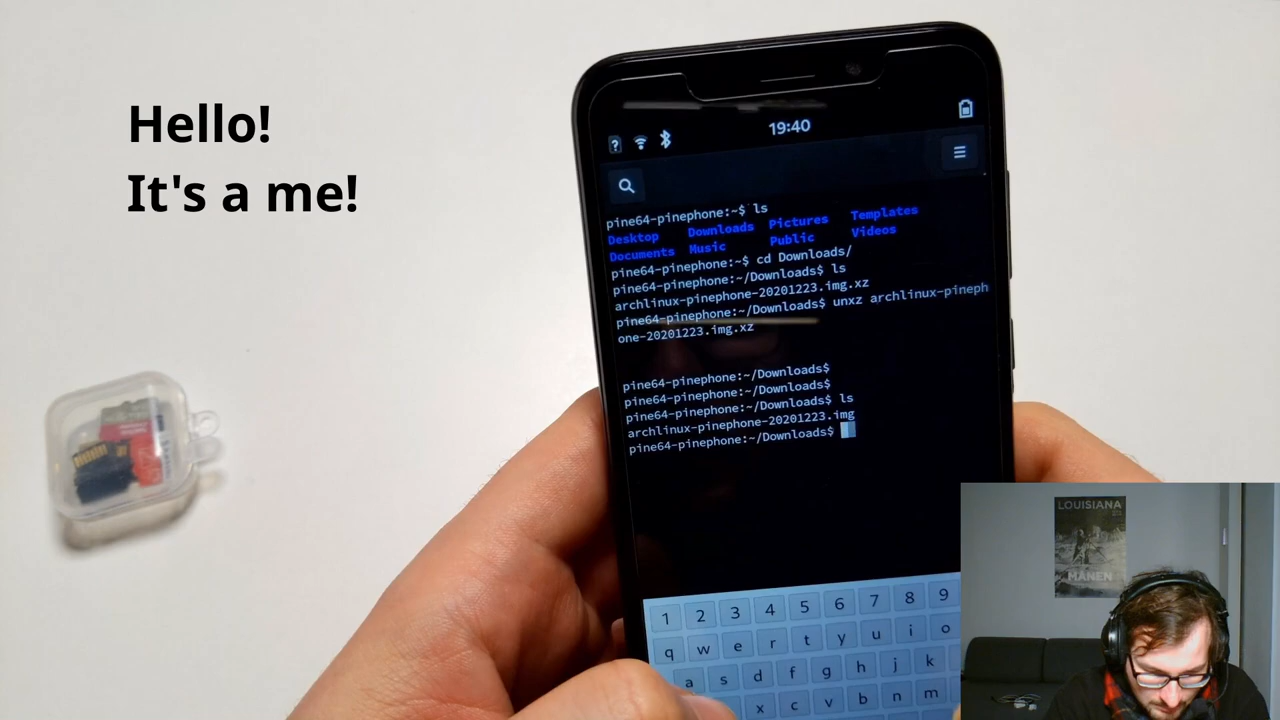 Hello!
It's a me!
19:40
pine64-pinephone:~$ ls
Desktop Downloads Pictures Templates
Documents Music Public Videos
pine64-pinephone:~$ cd Downloads/
pine64-pinephone:~/Downloads$ ls
archlinux-pinephone-20201223.img.xz
pine64-pinephone:~/Downloads$ unxz archlinux-pineph
one-20201223.img.xz
pine64-pinephone:~/Downloads$
pine64-pinephone:~/Downloads$
pine64-pinephone:~/Downloads$ ls
archlinux-pinephone-20201223.img
pine64-pinephone:~/Downloads$
1 2 3 4 5 6 7 8 9
q w e r t y u i o
a s d f g h j k
x c v b n m
LOUISIANA
MÅNEN